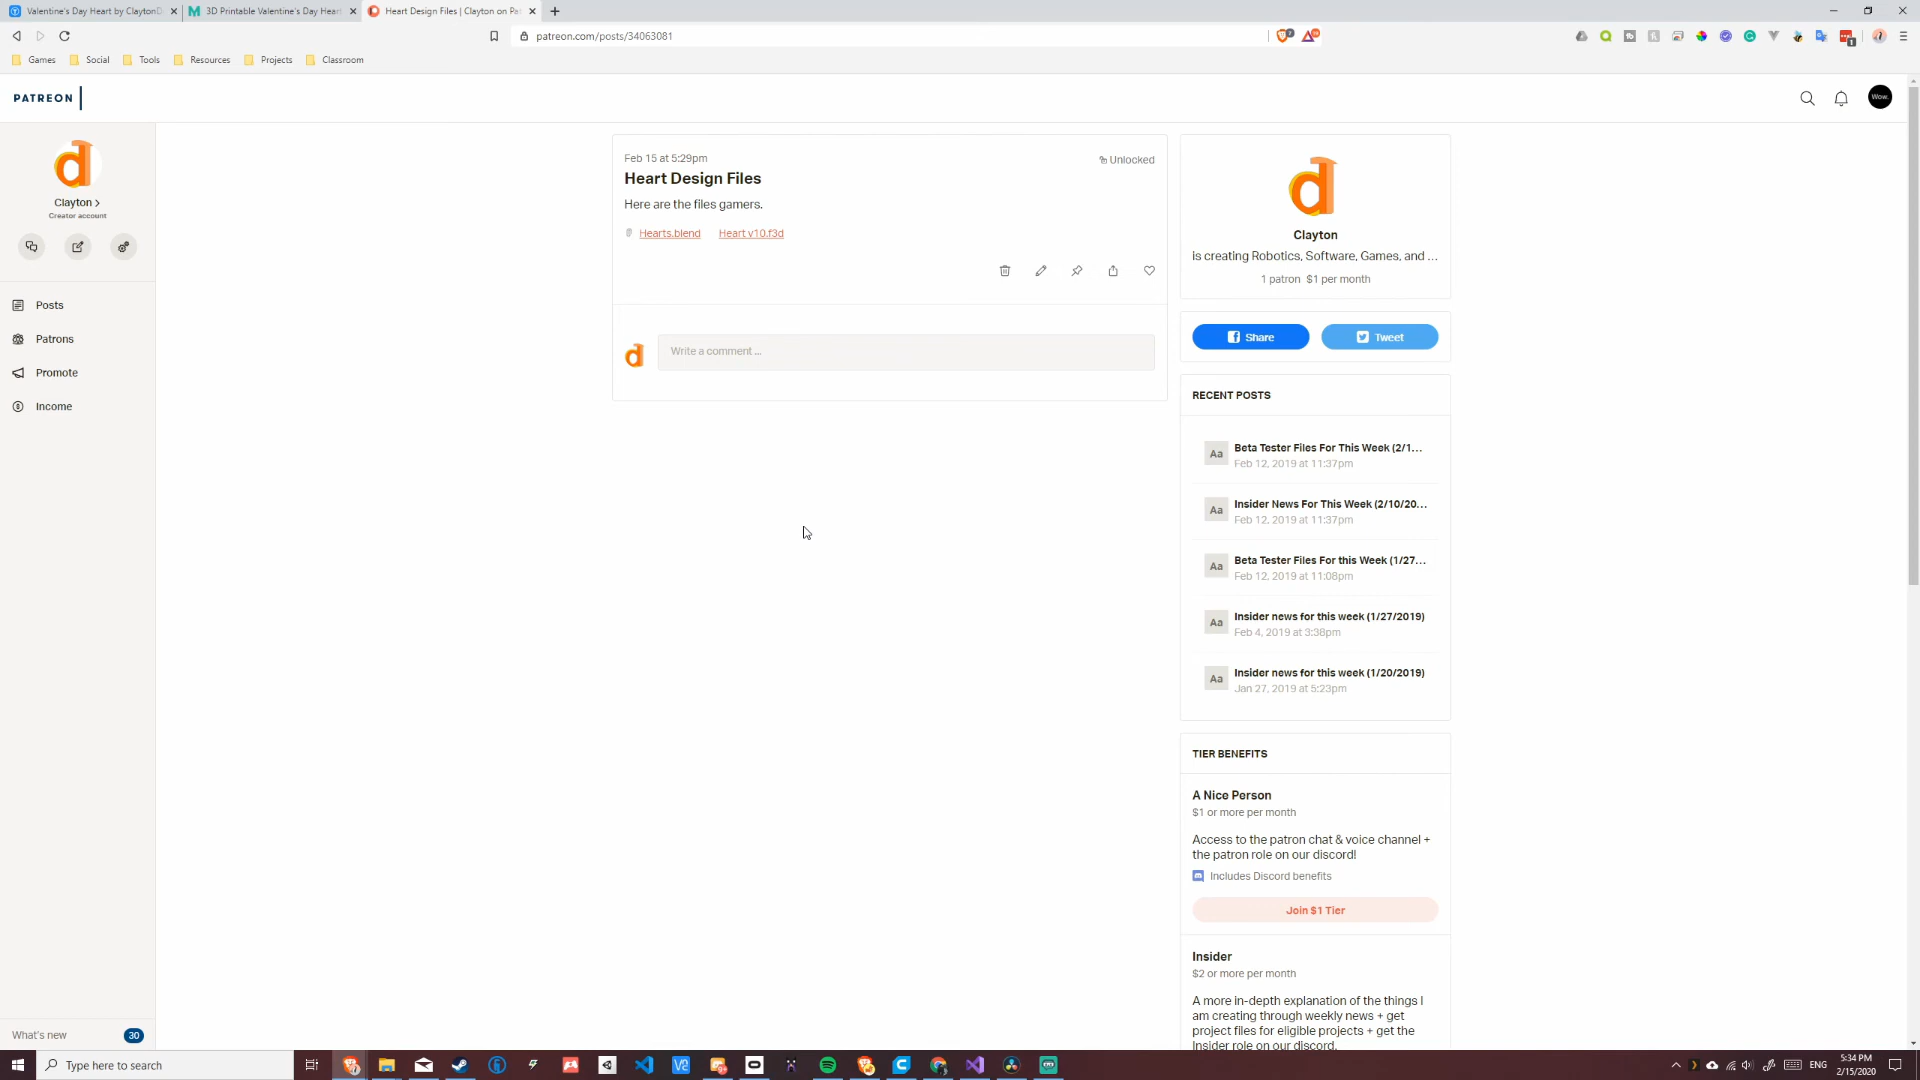 Valentine's Day Heart by ClaytonD
3D Printable Valentine's Day Heart
Heart Design Files | Clayton on Pat
patreon.com/posts/34063081
Games
Social
Tools
Resources
Projects
Classroom
PATREON
Wow.
Clayton >
Creator account
Posts
Patrons
Promote
Income
What's new
30
Feb 15 at 5:29pm
Unlocked
Heart Design Files
Here are the files gamers.
Hearts.blend
Heart v10.f3d
Write a comment ...
Clayton
is creating Robotics, Software, Games, and ...
1 patron $1 per month
Share
Tweet
RECENT POSTS
Aa
Beta Tester Files For This Week (2/1...
Feb 12, 2019 at 11:37pm
Aa
Insider News For This Week (2/10/20...
Feb 12, 2019 at 11:37pm
Aa
Beta Tester Files For this Week (1/27...
Feb 12, 2019 at 11:08pm
Aa
Insider news for this week (1/27/2019)
Feb 4, 2019 at 3:38pm
Aa
Insider news for this week (1/20/2019)
Jan 27, 2019 at 5:23pm
TIER BENEFITS
A Nice Person
$1 or more per month
Access to the patron chat & voice channel +
the patron role on our discord!
Includes Discord benefits
Join $1 Tier
Insider
$2 or more per month
A more in-depth explanation of the things I
am creating through weekly news + get
project files for eligible projects + get the
Insider role on our discord.
Type here to search
ENG
5:34 PM
2/15/2020